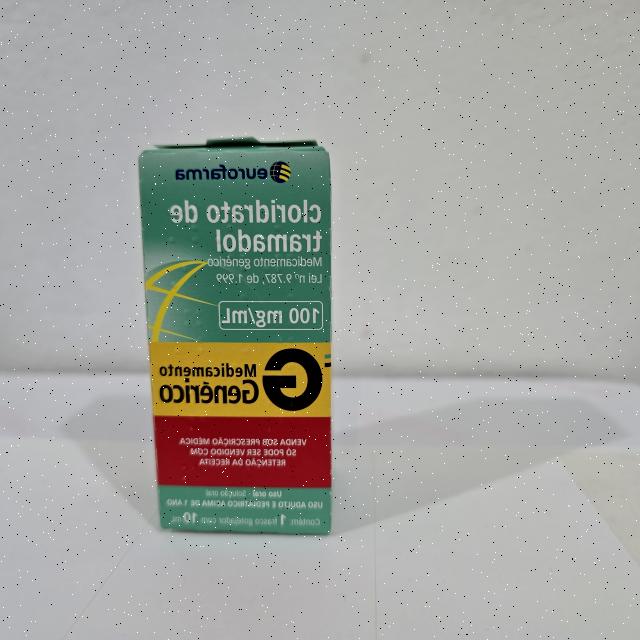 eurofarma
cloridrato de
tramadol
Medicamento genérico
Lei nº 9.787, de 1.999
100 mg/mL
G Medicamento
Genérico
VENDA SOB PRESCRIÇÃO MÉDICA
SÓ PODE SER VENDIDO COM
RETENÇÃO DA RECEITA
Uso oral - Solução oral
USO ADULTO E PEDIÁTRICO ACIMA DE 1 ANO
Contém: 1 frasco gotejador com 10 mL